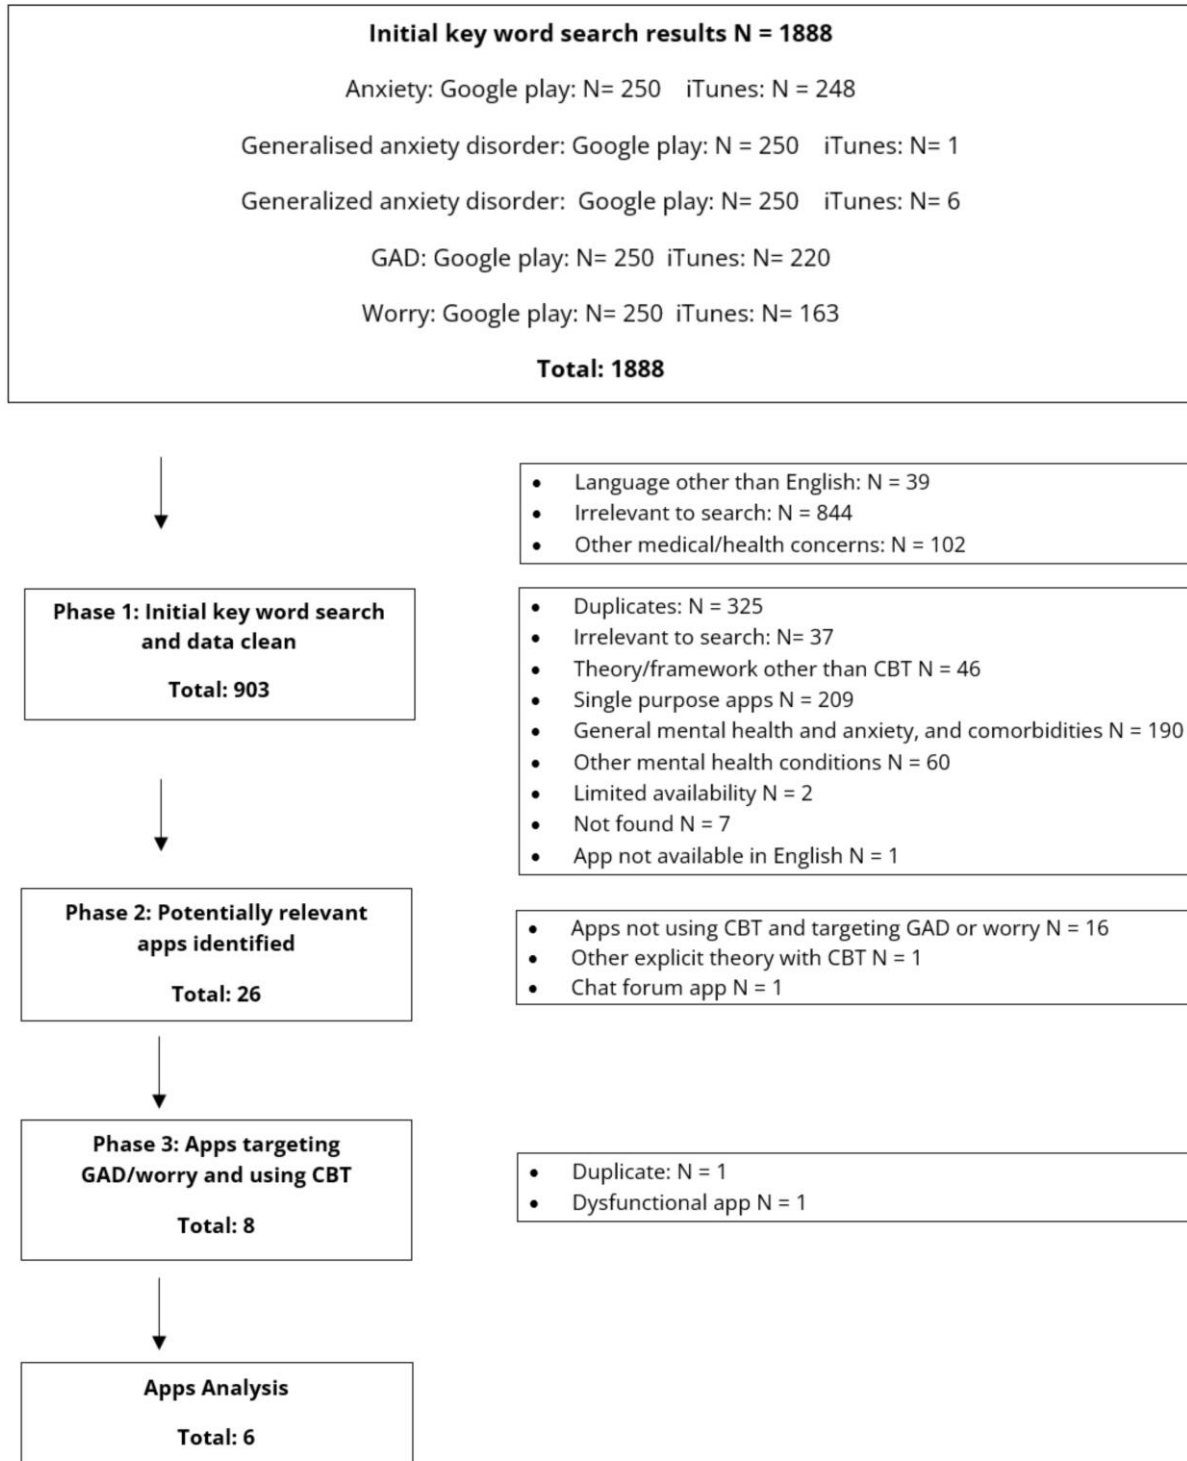 Initial key word search results N = 1888
Anxiety: Google play: N= 250 iTunes: N = 248
Generalised anxiety disorder: Google play: N = 250 iTunes: N= 1
Generalized anxiety disorder: Google play: N= 250 iTunes: N= 6
GAD: Google play: N= 250 iTunes: N= 220
Worry: Google play: N= 250 iTunes: N= 163
Total: 1888
• Language other than English: N = 39
• Irrelevant to search: N = 844
• Other medical/health concerns: N = 102
Phase 1: Initial key word search
and data clean
Total: 903
• Duplicates: N = 325
• Irrelevant to search: N= 37
• Theory/framework other than CBT N = 46
• Single purpose apps N = 209
• General mental health and anxiety, and comorbidities N = 190
• Other mental health conditions N = 60
• Limited availability N = 2
• Not found N = 7
• App not available in English N = 1
Phase 2: Potentially relevant
apps identified
Total: 26
• Apps not using CBT and targeting GAD or worry N = 16
• Other explicit theory with CBT N = 1
• Chat forum app N = 1
Phase 3: Apps targeting
GAD/worry and using CBT
Total: 8
• Duplicate: N = 1
• Dysfunctional app N = 1
Apps Analysis
Total: 6